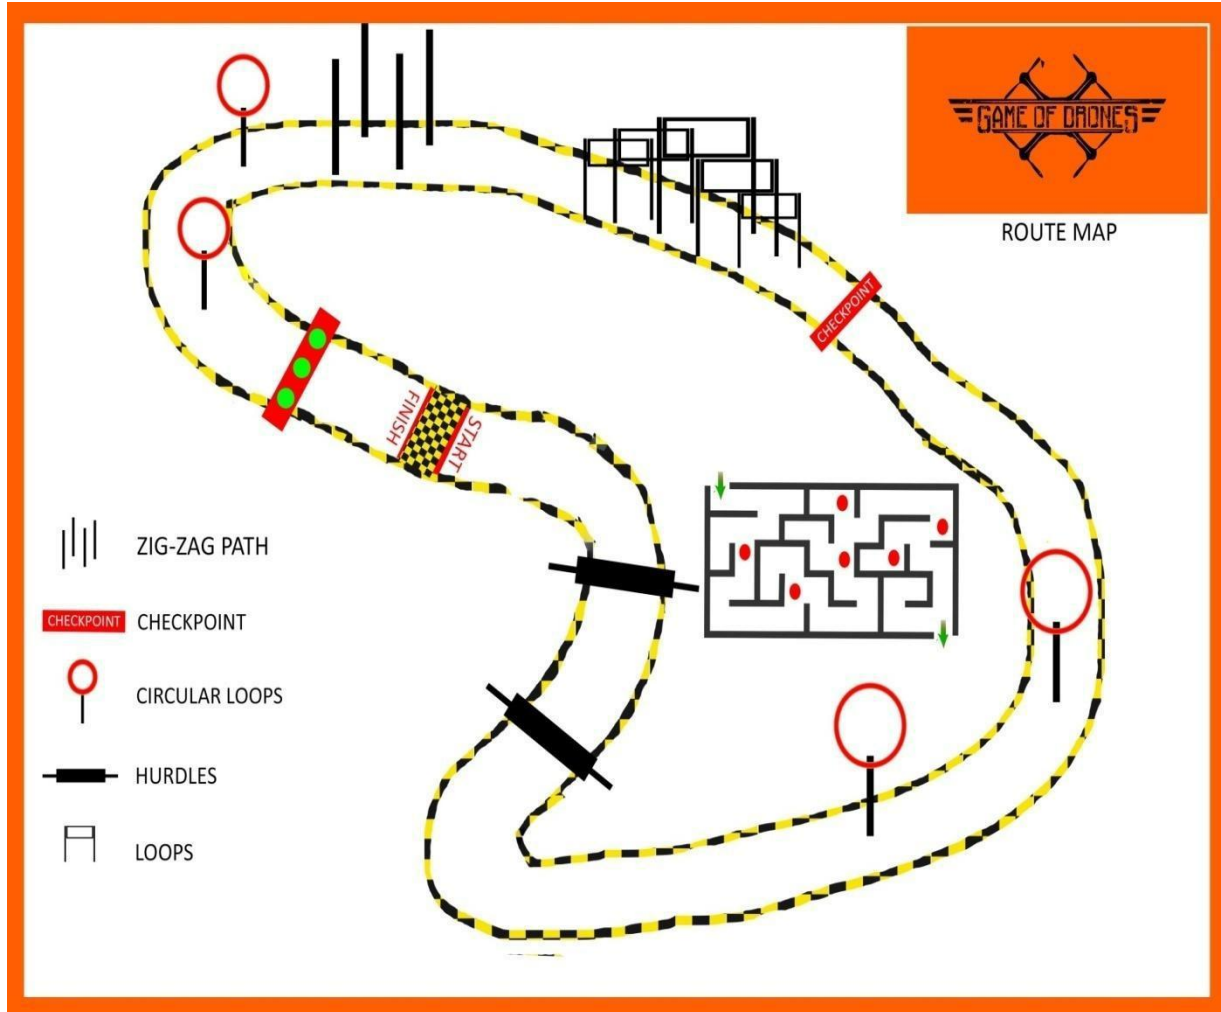 GAME OF DRONES
ROUTE MAP
CHECKPOINT
FINISH
START
ZIG-ZAG PATH
CHECKPOINT
CHECKPOINT
CIRCULAR LOOPS
HURDLES
LOOPS